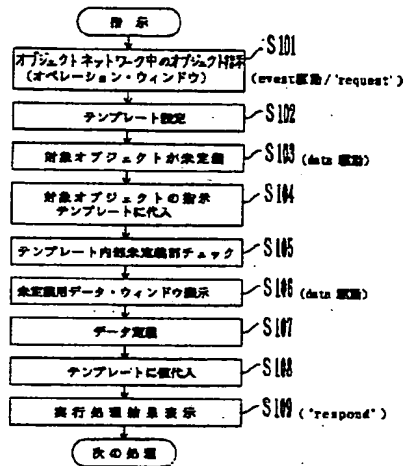 指示
オブジェクトネットワーク中のオブジェクト指示 S101
(オペレーション・ウィンドウ) (event駆動/'request')
テンプレート設定 S102
対象オブジェクトが未定義 S103 (data 駆動)
対象オブジェクトの指示 S104
テンプレートに代入
テンプレート内部未定義部チェック S105
未定義用データ・ウィンドウ表示 S106 (data 駆動)
データ定義 S107
テンプレートに値代入 S108
実行処理結果表示 S109 ('respond')
次の処理